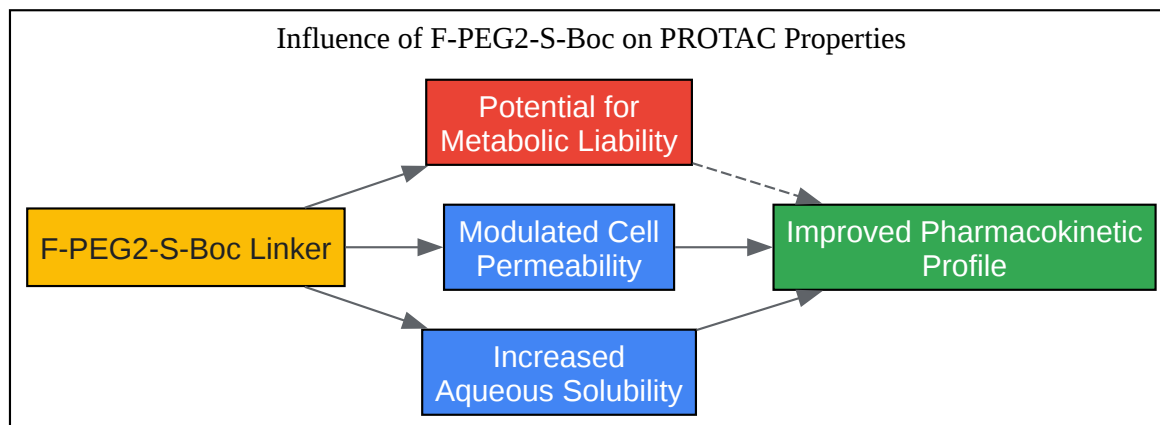 Influence of F-PEG2-S-Boc on PROTAC Properties
Potential for
Metabolic Liability
F-PEG2-S-Boc Linker
Modulated Cell
Permeability
Improved Pharmacokinetic
Profile
Increased
Aqueous Solubility